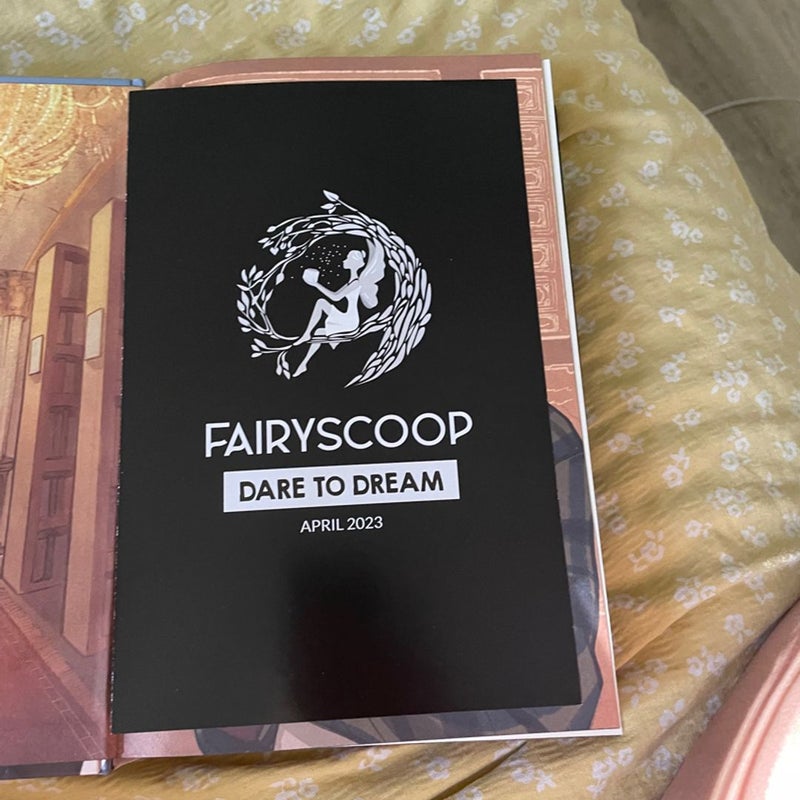 FAIRYSCOOP
DARE TO DREAM
APRIL 2023